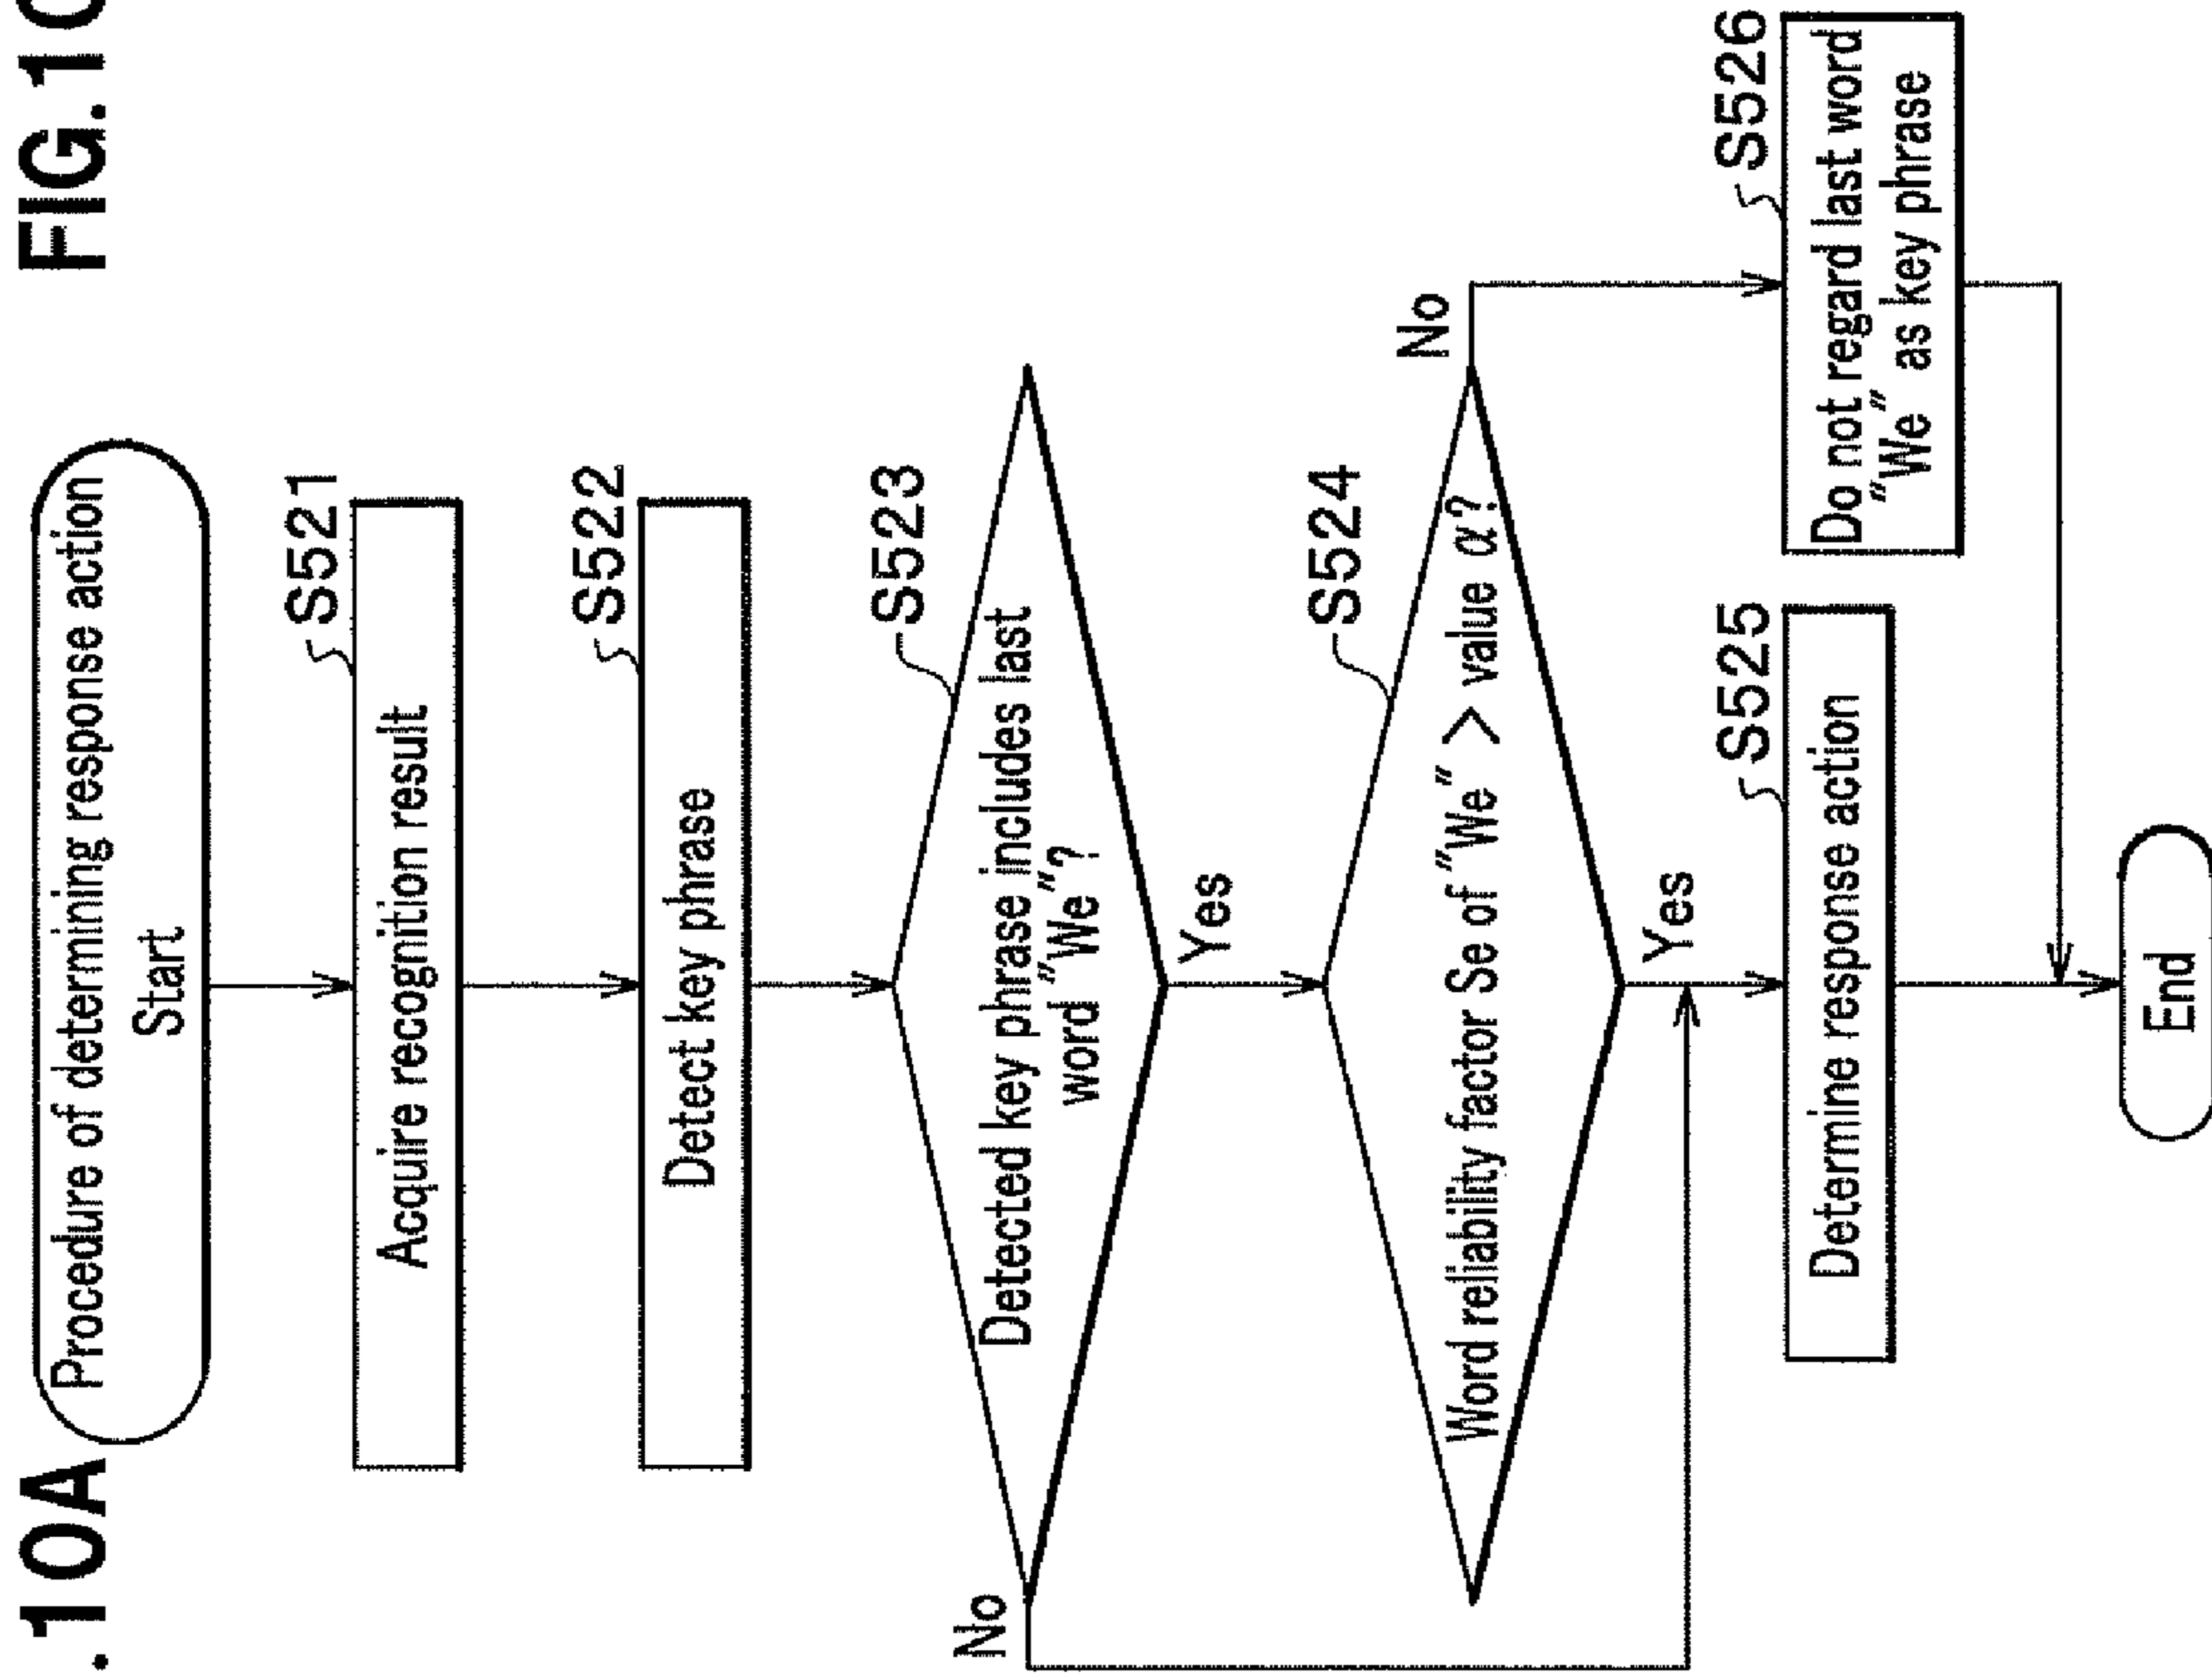 .10A
FIG.1
Procedure of determining response action
Start
S521
Acquire recognition result
S522
Detect key phrase
S523
Detected key phrase includes last
word "We"?
No
Yes
S524
Word reliability factor Se of "We" > value α?
No
Yes
S525
Determine response action
S526
Do not regard last word
"We" as key phrase
End